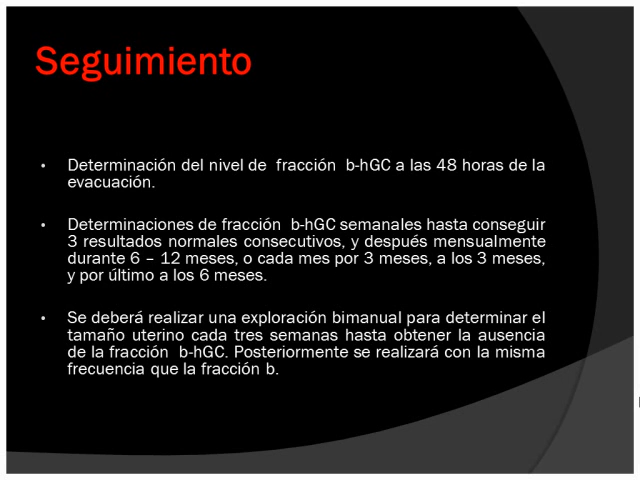 Seguimiento
• Determinación del nivel de fracción b-hGC a las 48 horas de la
evacuación.
• Determinaciones de fracción b-hGC semanales hasta conseguir
3 resultados normales consecutivos, y después mensualmente
durante 6 – 12 meses, o cada mes por 3 meses, a los 3 meses,
y por último a los 6 meses.
• Se deberá realizar una exploración bimanual para determinar el
tamaño uterino cada tres semanas hasta obtener la ausencia
de la fracción b-hGC. Posteriormente se realizará con la misma
frecuencia que la fracción b.